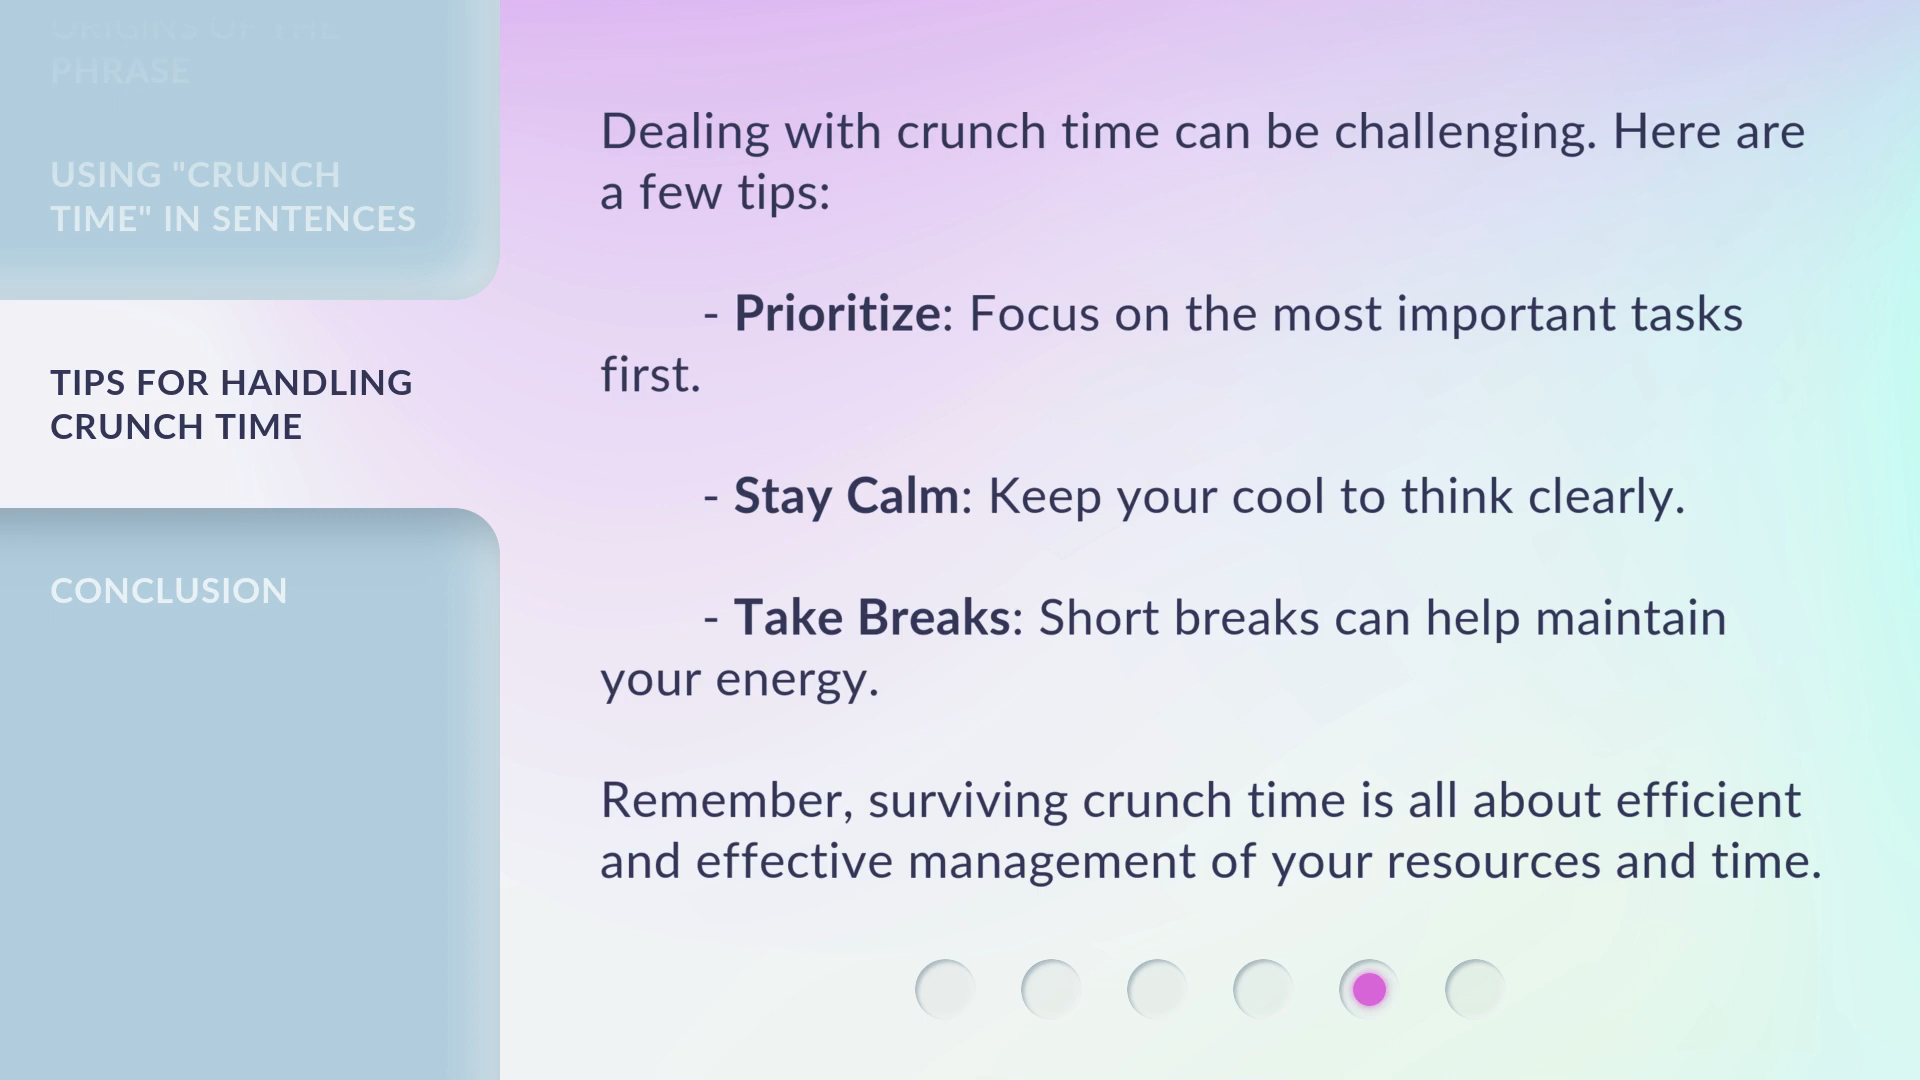 ORIGINS OF THE
PHRASE
USING "CRUNCH
TIME" IN SENTENCES
TIPS FOR HANDLING
CRUNCH TIME
CONCLUSION
Dealing with crunch time can be challenging. Here are
a few tips:
- Prioritize: Focus on the most important tasks
first.
- Stay Calm: Keep your cool to think clearly.
- Take Breaks: Short breaks can help maintain
your energy.
Remember, surviving crunch time is all about efficient
and effective management of your resources and time.